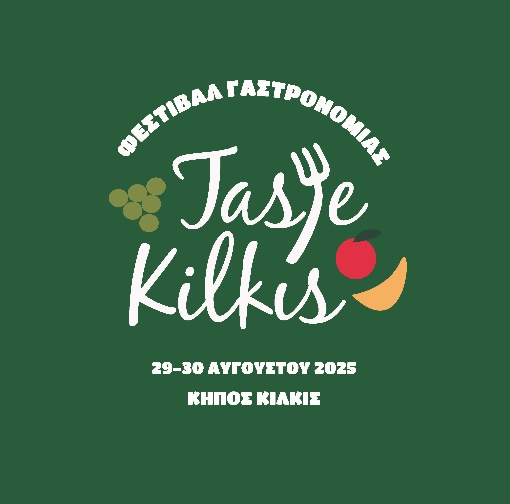 ΦΕΣΤΙΒΑΛ ΓΑΣΤΡΟΝΟΜΙΑΣ
Taste
Kilkis
29-30 ΑΥΓΟΥΣΤΟΥ 2025
ΚΗΠΟΣ ΚΙΛΚΙΣ